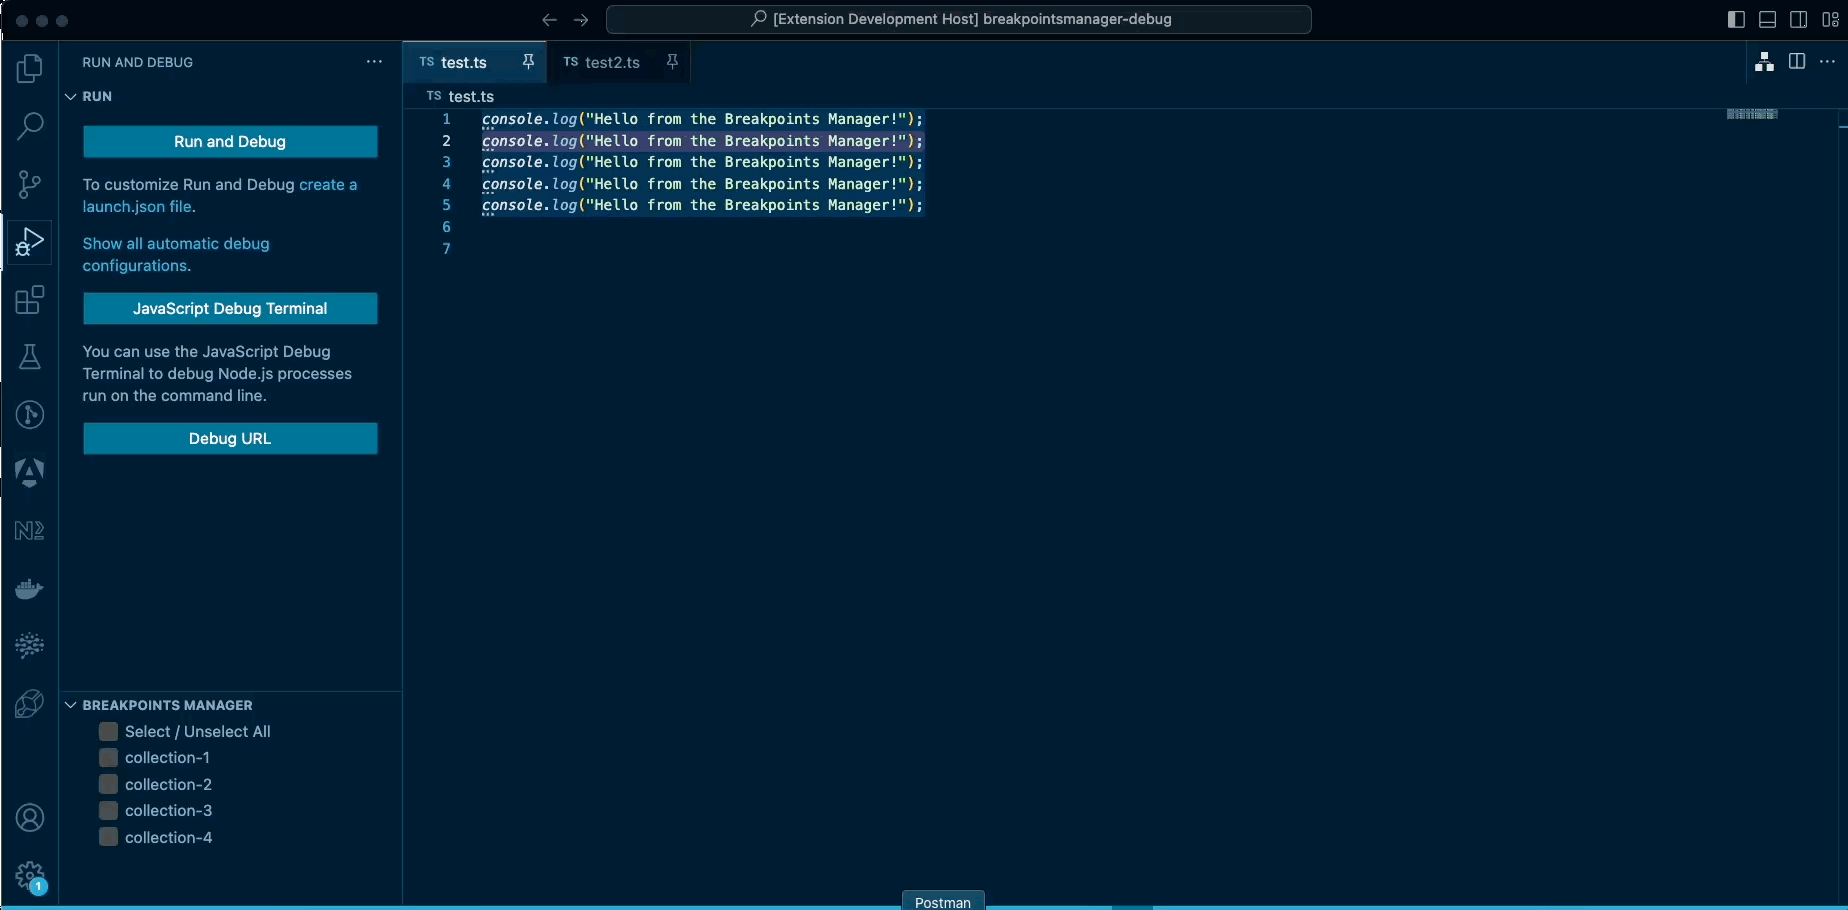 [Extension Development Host] breakpointsmanager-debug
RUN AND DEBUG
RUN
Run and Debug
To customize Run and Debug create a
launch.json file.
Show all automatic debug
configurations.
JavaScript Debug Terminal
You can use the JavaScript Debug
Terminal to debug Node.js processes
run on the command line.
Debug URL
BREAKPOINTS MANAGER
Select / Unselect All
collection-1
collection-2
collection-3
collection-4
1
TS test.ts
TS test2.ts
TS test.ts
1 console.log("Hello from the Breakpoints Manager!");
2 console.log("Hello from the Breakpoints Manager!");
3 console.log("Hello from the Breakpoints Manager!");
4 console.log("Hello from the Breakpoints Manager!");
5 console.log("Hello from the Breakpoints Manager!");
6
7
Postman